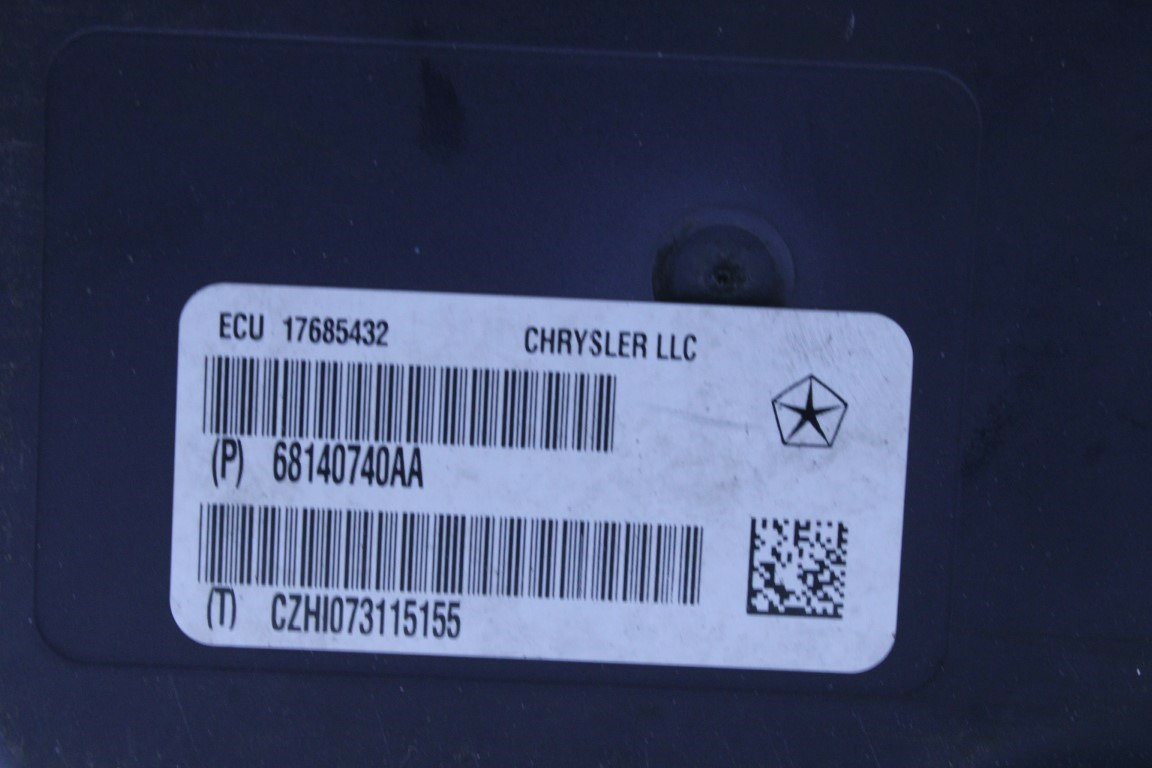 ECU 17685432 CHRYSLER LLC
(P) 68140740AA
(T) CZHI073115155